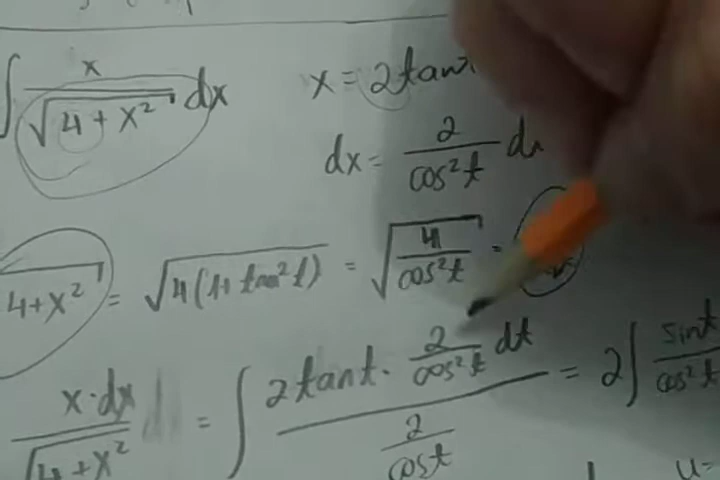 ∫ x / √(4 + x²) dx    x = 2tan
dx = 2 / cos²t d
4+x² = √(4(1+tan²t)) = √(4 / cos²t) =
x·dx / √(4+x²) = ∫ (2tant · 2/cos²t dt) / (2/cost) = 2∫ sint / cos²t
u=